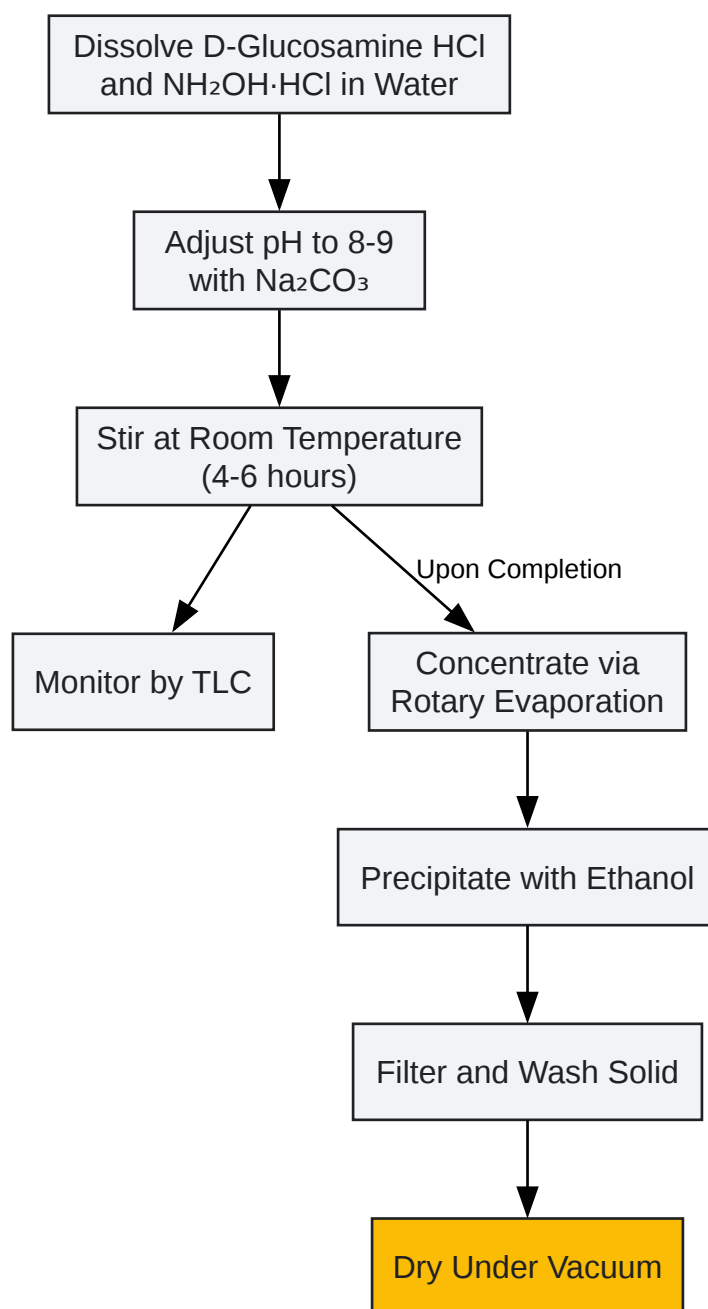 Dissolve D-Glucosamine HCl
and NH₂OH·HCl in Water
Adjust pH to 8-9
with Na₂CO₃
Stir at Room Temperature
(4-6 hours)
Upon Completion
Monitor by TLC
Concentrate via
Rotary Evaporation
Precipitate with Ethanol
Filter and Wash Solid
Dry Under Vacuum